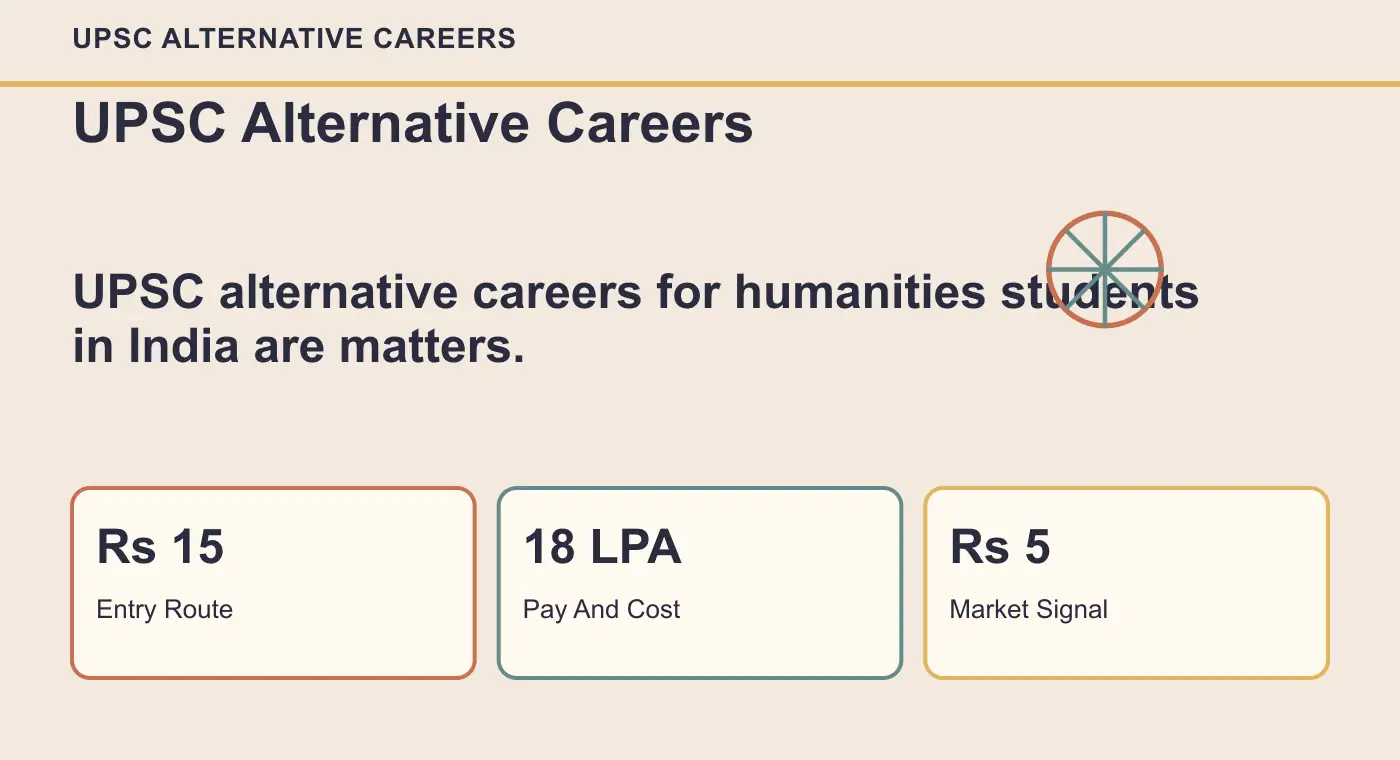 UPSC ALTERNATIVE CAREERS
UPSC Alternative Careers
UPSC alternative careers for humanities students
in India are matters.
Rs 15
Entry Route
18 LPA
Pay And Cost
Rs 5
Market Signal